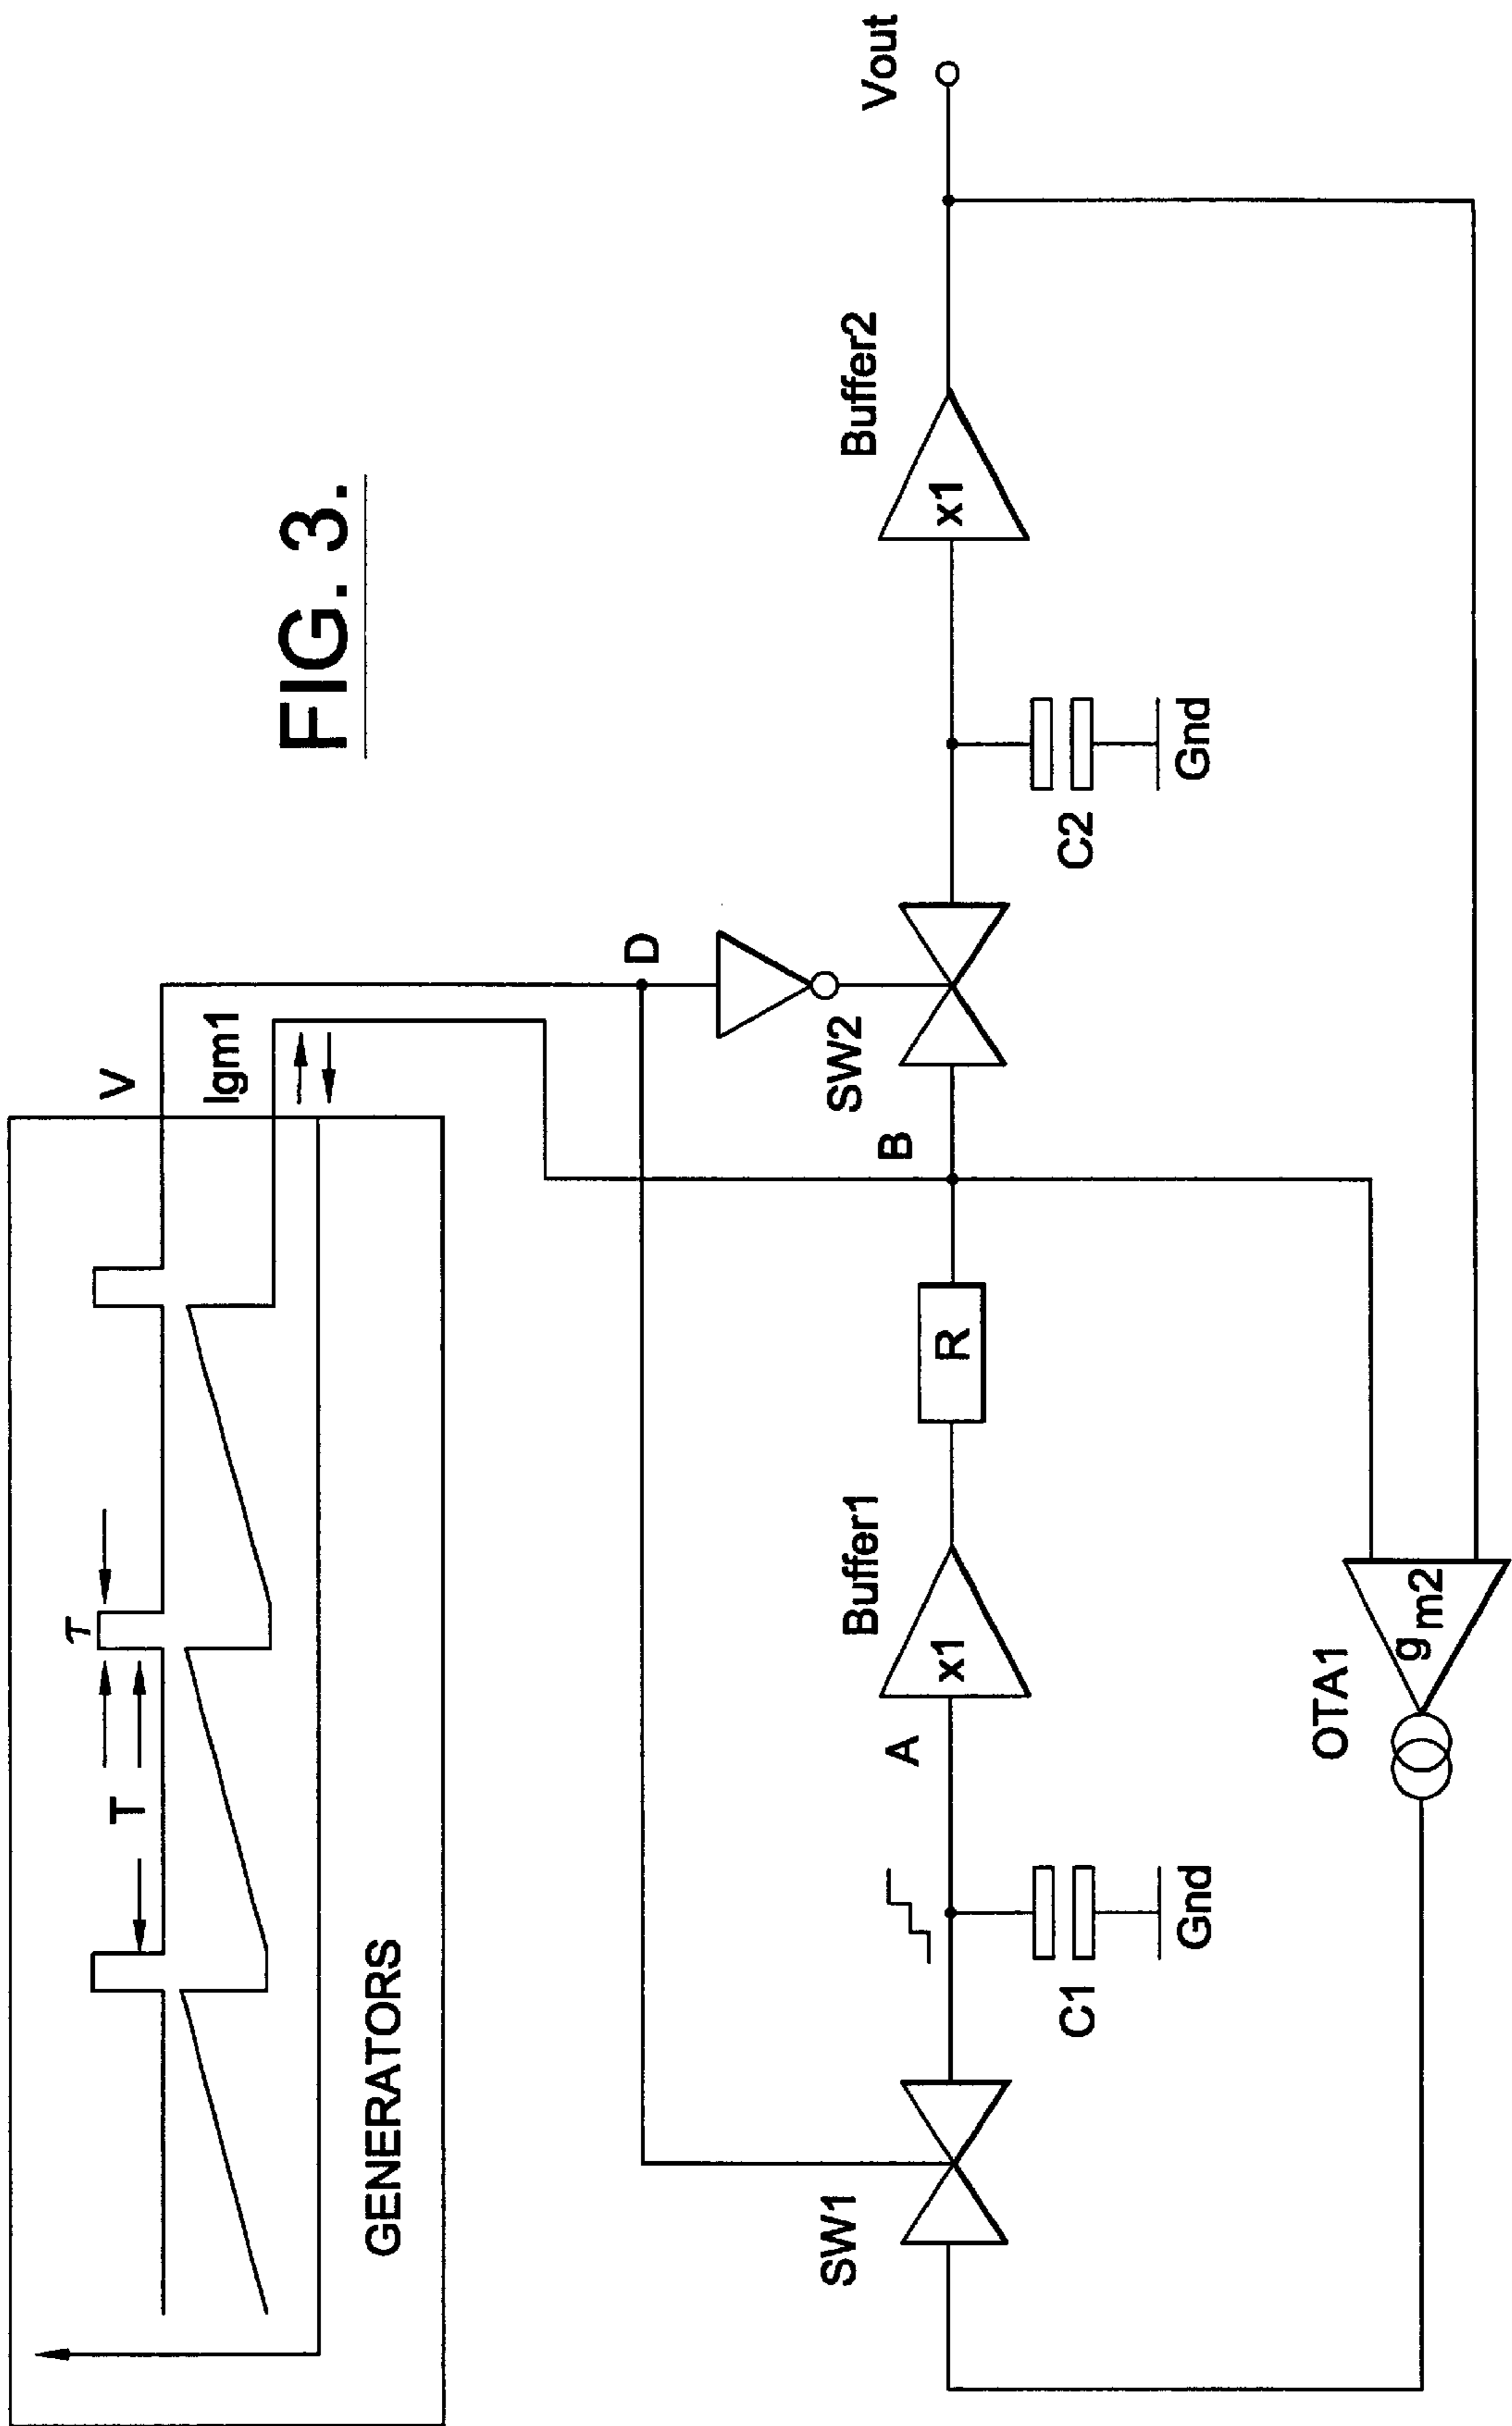 FIG. 3.
V
Igm1
T
τ
GENERATORS
D
SW1
A
C1
Gnd
Buffer1
x1
R
B
SW2
C2
Gnd
Buffer2
x1
Vout
OTA1
gm2